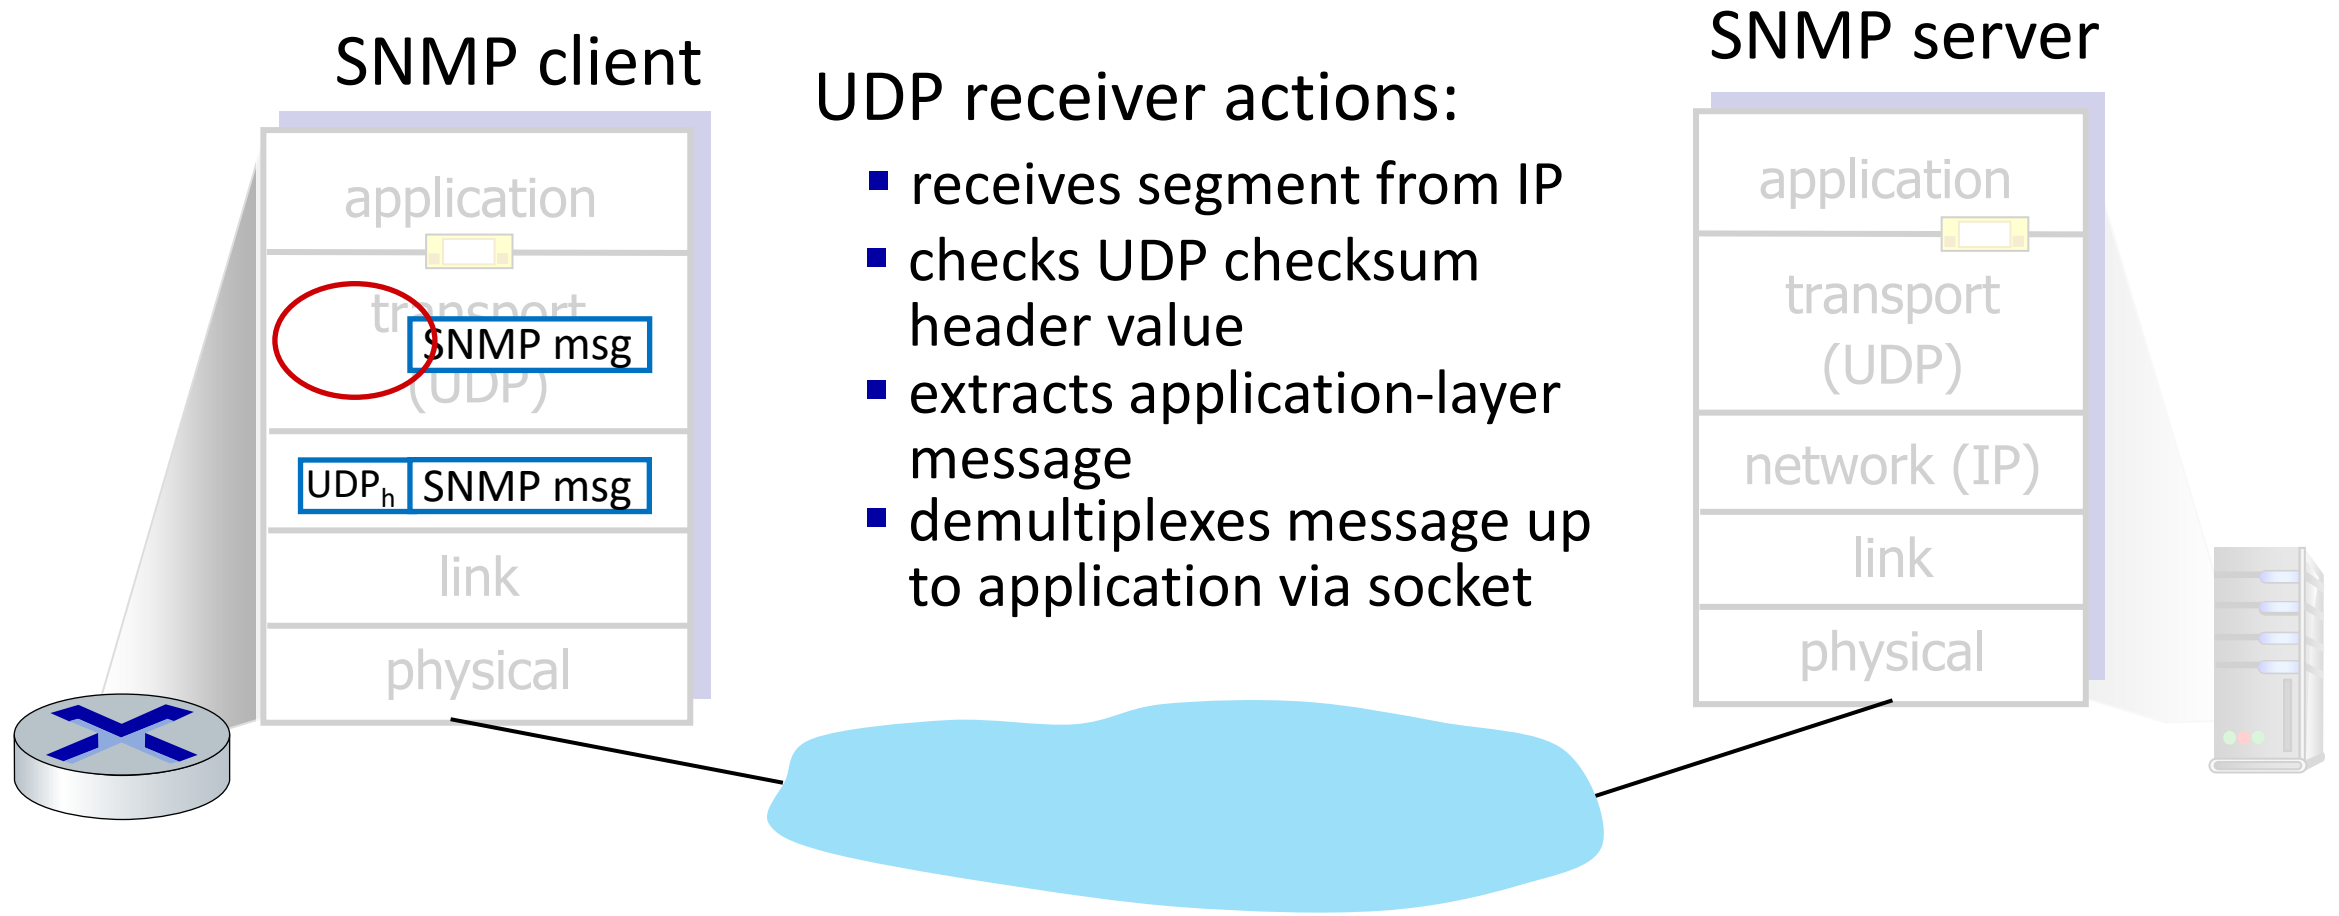 SNMP client
application
transport
SNMP msg
(UDP)
UDPh SNMP msg
link
physical
UDP receiver actions:
receives segment from IP
checks UDP checksum
header value
extracts application-layer
message
demultiplexes message up
to application via socket
SNMP server
application
transport
(UDP)
network (IP)
link
physical